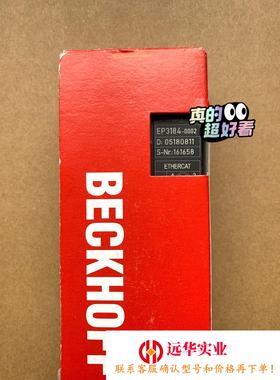 真的
超好看
EP3184-0002
D: 05180811
S-Nr:161658
ETHERCAT
BECKHOFF
远华实业
联系客服确认型号和价格再下单!